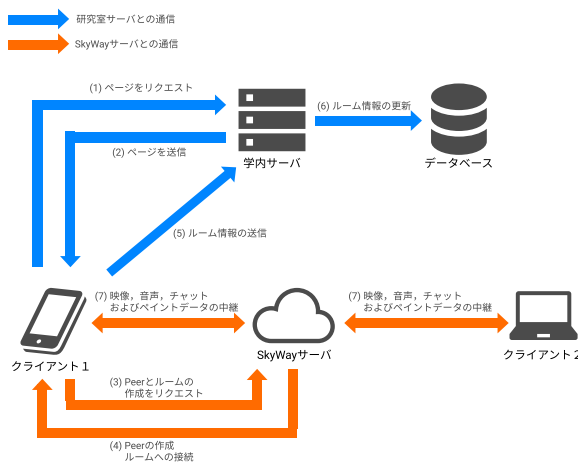 研究室サーバとの通信
SkyWayサーバとの通信
(1) ページをリクエスト
(6) ルーム情報の更新
(2) ページを送信
学内サーバ
データベース
(5) ルーム情報の送信
(7) 映像，音声，チャット
およびペイントデータの中継
(7) 映像，音声，チャット
およびペイントデータの中継
クライアント１
SkyWayサーバ
クライアント２
(3) Peerとルームの
作成をリクエスト
(4) Peerの作成
ルームへの接続